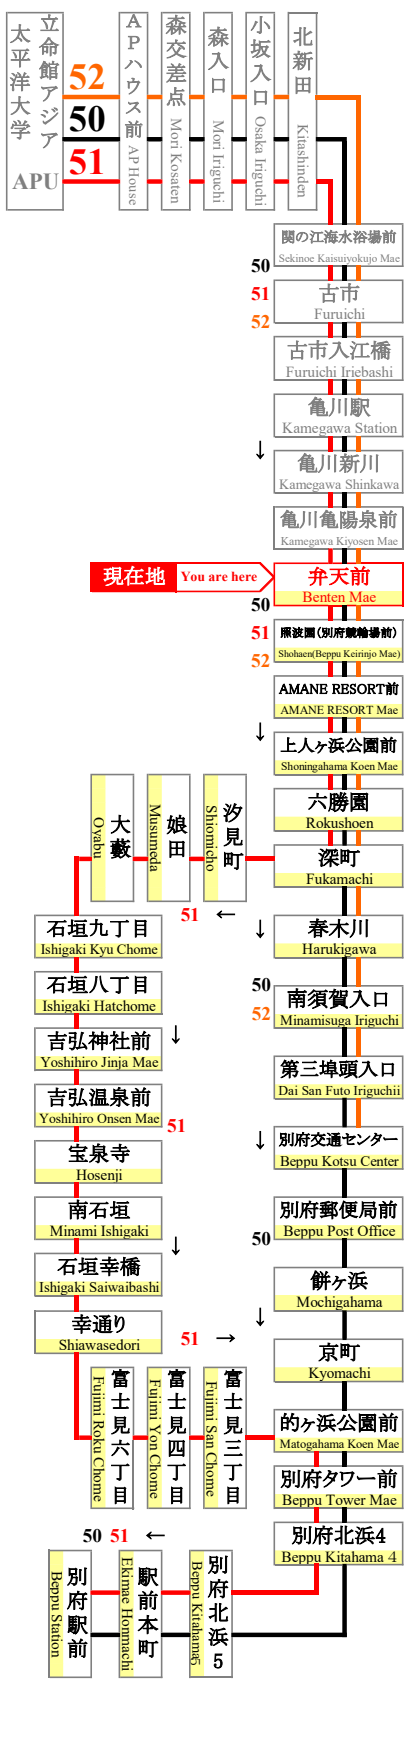 立命館アジア
太平洋大学
APU
52
50
51
APハウス前
AP House
森交差点
Mori Kosaten
森入口
Mori Iriguchi
小坂入口
Osaka Iriguchi
北新田
Kitashinden
関の江海水浴場前
Sekinoe Kaisuiyokujo Mae
50
51
52
古市
Furuichi
古市入江橋
Furuichi Iriebashi
亀川駅
Kamegawa Station
↓
亀川新川
Kamegawa Shinkawa
亀川亀陽泉前
Kamegawa Kiyosen Mae
現在地
You are here
弁天前
Benten Mae
50
51
52
照波園(別府競輪場前)
Shohaen(Beppu Keirinjo Mae)
AMANE RESORT前
AMANE RESORT Mae
↓
上人ヶ浜公園前
Shoningahama Koen Mae
六勝園
Rokushoen
深町
Fukamachi
汐見町
Shiomicho
娘田
Musumeda
大藪
Oyabu
51 ←
石垣九丁目
Ishigaki Kyu Chome
石垣八丁目
Ishigaki Hatchome
吉弘神社前
Yoshihiro Jinja Mae
↓
吉弘温泉前
Yoshihiro Onsen Mae
51
宝泉寺
Hosenji
南石垣
Minami Ishigaki
↓
石垣幸橋
Ishigaki Saiwaibashi
幸通り
Shiawasedori
51 →
富士見六丁目
Fujimi Roku Chome
富士見四丁目
Fujimi Yon Chome
富士見三丁目
Fujimi San Chome
↓
春木川
Harukigawa
50
52
南須賀入口
Minamisuga Iriguchi
第三埠頭入口
Dai San Futo Iriguchii
↓
別府交通センター
Beppu Kotsu Center
別府郵便局前
Beppu Post Office
50
餅ヶ浜
Mochigahama
↓
京町
Kyomachi
的ヶ浜公園前
Matogahama Koen Mae
別府タワー前
Beppu Tower Mae
別府北浜4
Beppu Kitahama 4
50 51 ←
別府北浜5
Beppu Kitahama5
駅前本町
Ekimae Honmachi
別府駅前
Beppu Station